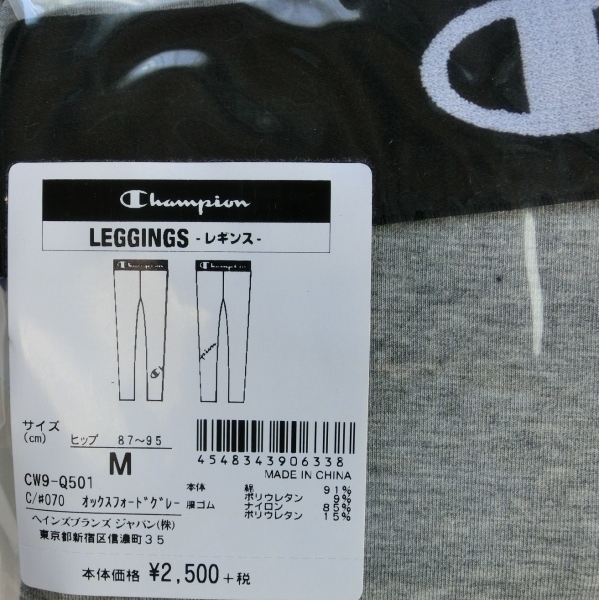 Champion
LEGGINGS -レギンス-
Champion
Champion
サイズ
(cm)
ヒップ 87～95
M
4548343906338
MADE IN CHINA
CW9-Q501
C/#070 オックスフォードグレー
本体 綿 91%
ポリウレタン 9%
腰ゴム ナイロン 85%
ポリウレタン 15%
ヘインズブランズ ジャパン(株)
東京都新宿区信濃町35
本体価格 ¥2,500+税